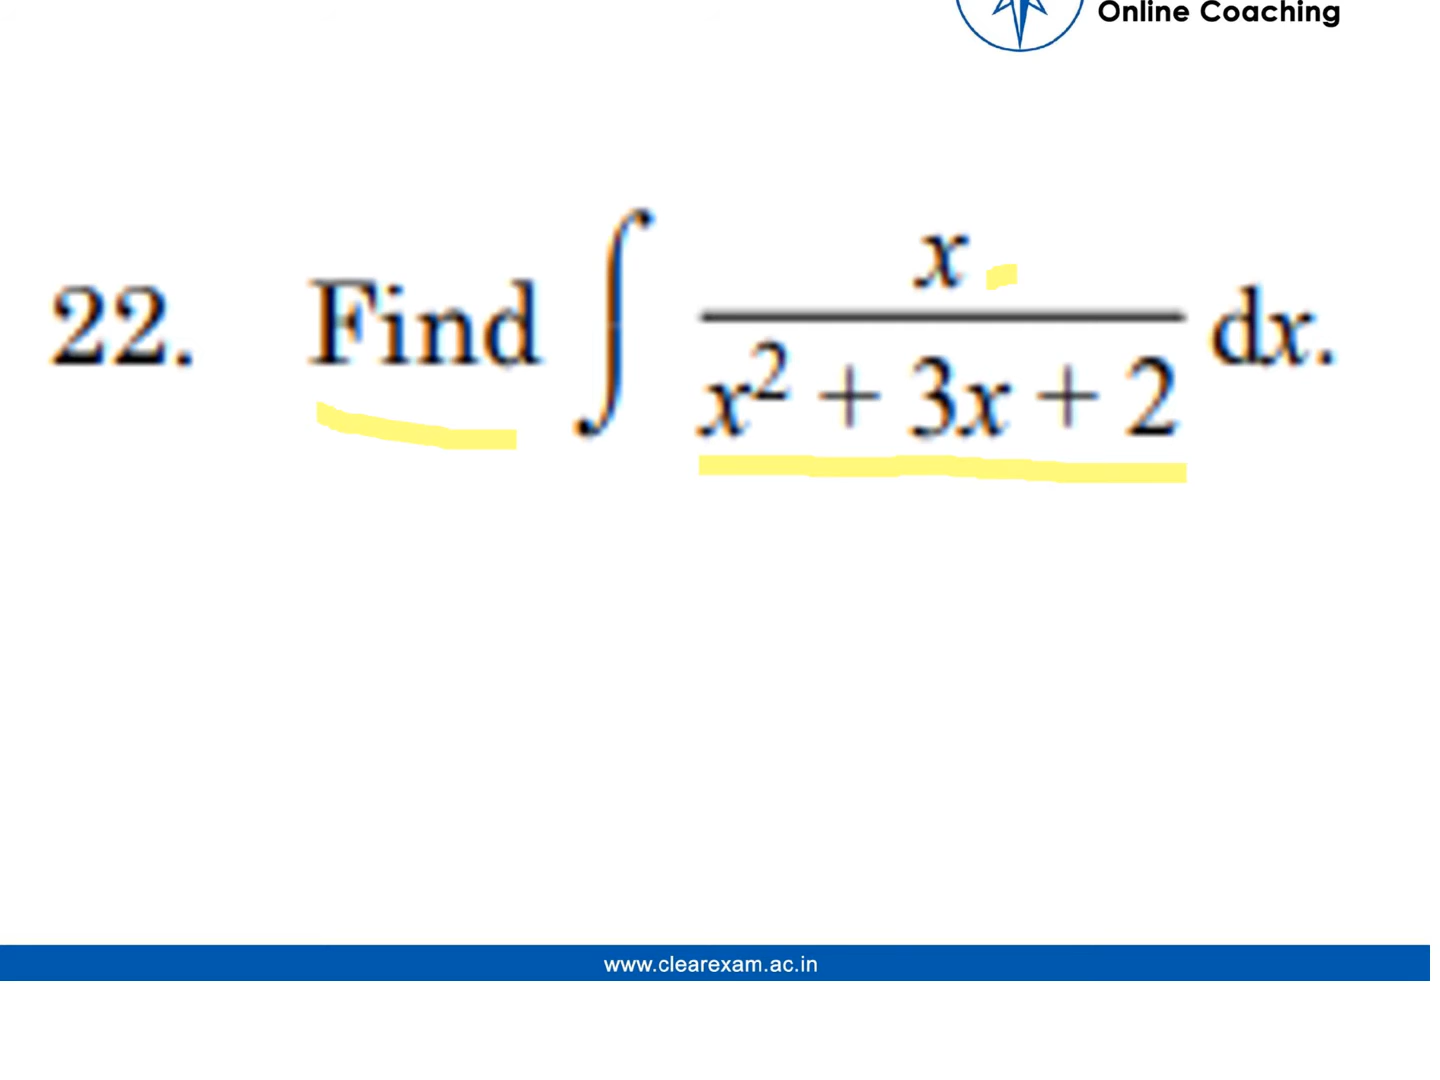 Online Coaching
22. Find ∫ x / (x² + 3x + 2) dx.
www.clearexam.ac.in